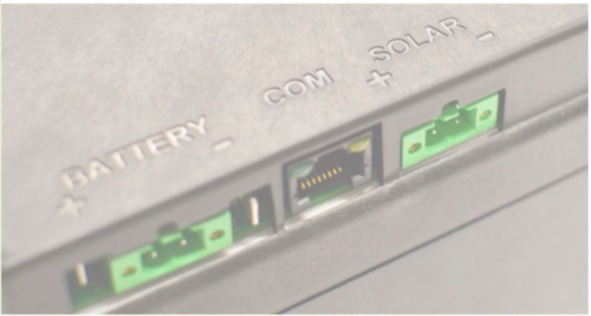 BATTERY
+ -
COM
SOLAR
+ -